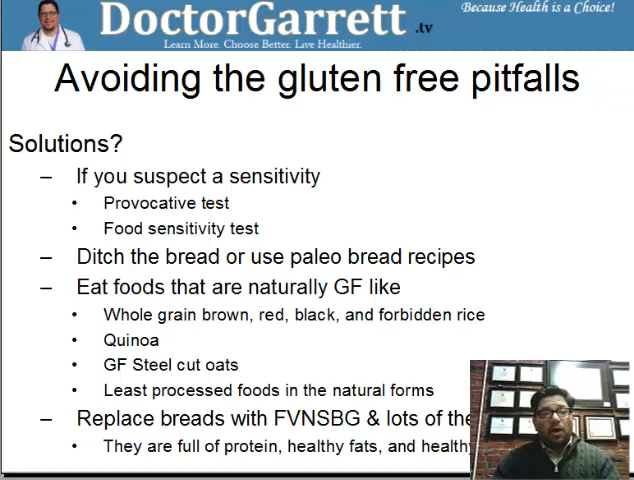 DoctorGarrett.tv
Because Health is a Choice!
Learn More. Choose Better. Live Healthier.
Avoiding the gluten free pitfalls
Solutions?
– If you suspect a sensitivity
• Provocative test
• Food sensitivity test
– Ditch the bread or use paleo bread recipes
– Eat foods that are naturally GF like
• Whole grain brown, red, black, and forbidden rice
• Quinoa
• GF Steel cut oats
• Least processed foods in the natural forms
– Replace breads with FVNSBG & lots of
• They are full of protein, healthy fats, and healthy